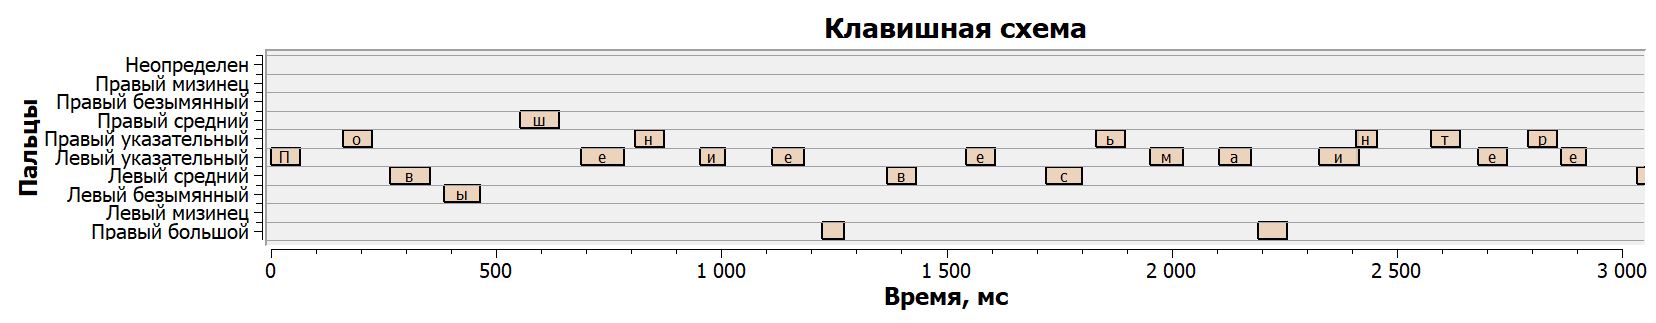 Клавишная схема
Пальцы
Неопределен
Правый мизинец
Правый безымянный
Правый средний
Правый указательный
Левый указательный
Левый средний
Левый безымянный
Левый мизинец
Правый большой
ш
о н ь н т р
П е и е е м а и е е
в в с
ы
0 500 1 000 1 500 2 000 2 500 3 000
Время, мс